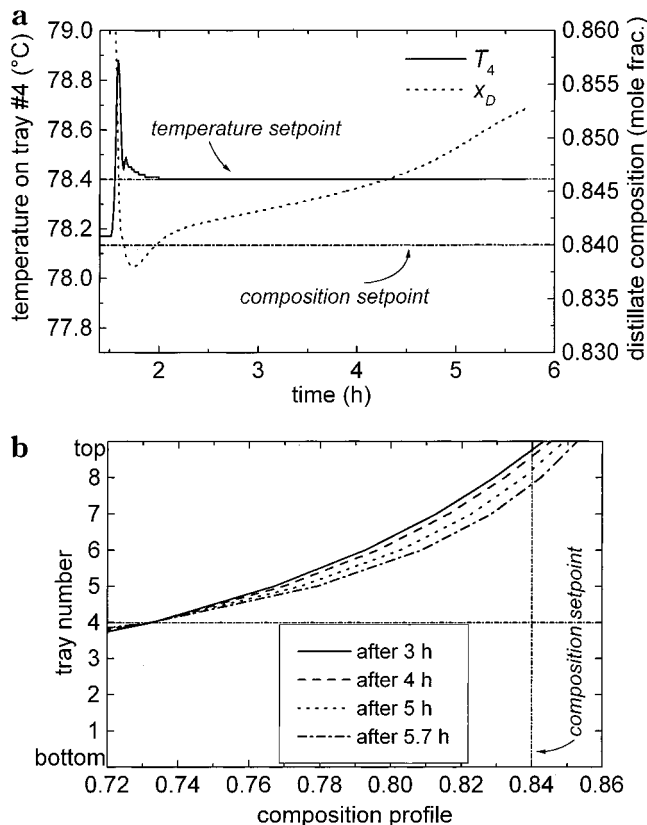 a
79.0
78.8
78.6
78.4
78.2
78.0
77.8
temperature on tray #4 (°C)
T4
xD
temperature setpoint
composition setpoint
0.860
0.855
0.850
0.845
0.840
0.835
0.830
distillate composition (mole frac.)
2 3 4 5 6
time (h)
b
top
8
7
6
5
4
3
2
1
bottom
tray number
after 3 h
after 4 h
after 5 h
after 5.7 h
composition setpoint
0.72 0.74 0.76 0.78 0.80 0.82 0.84 0.86
composition profile